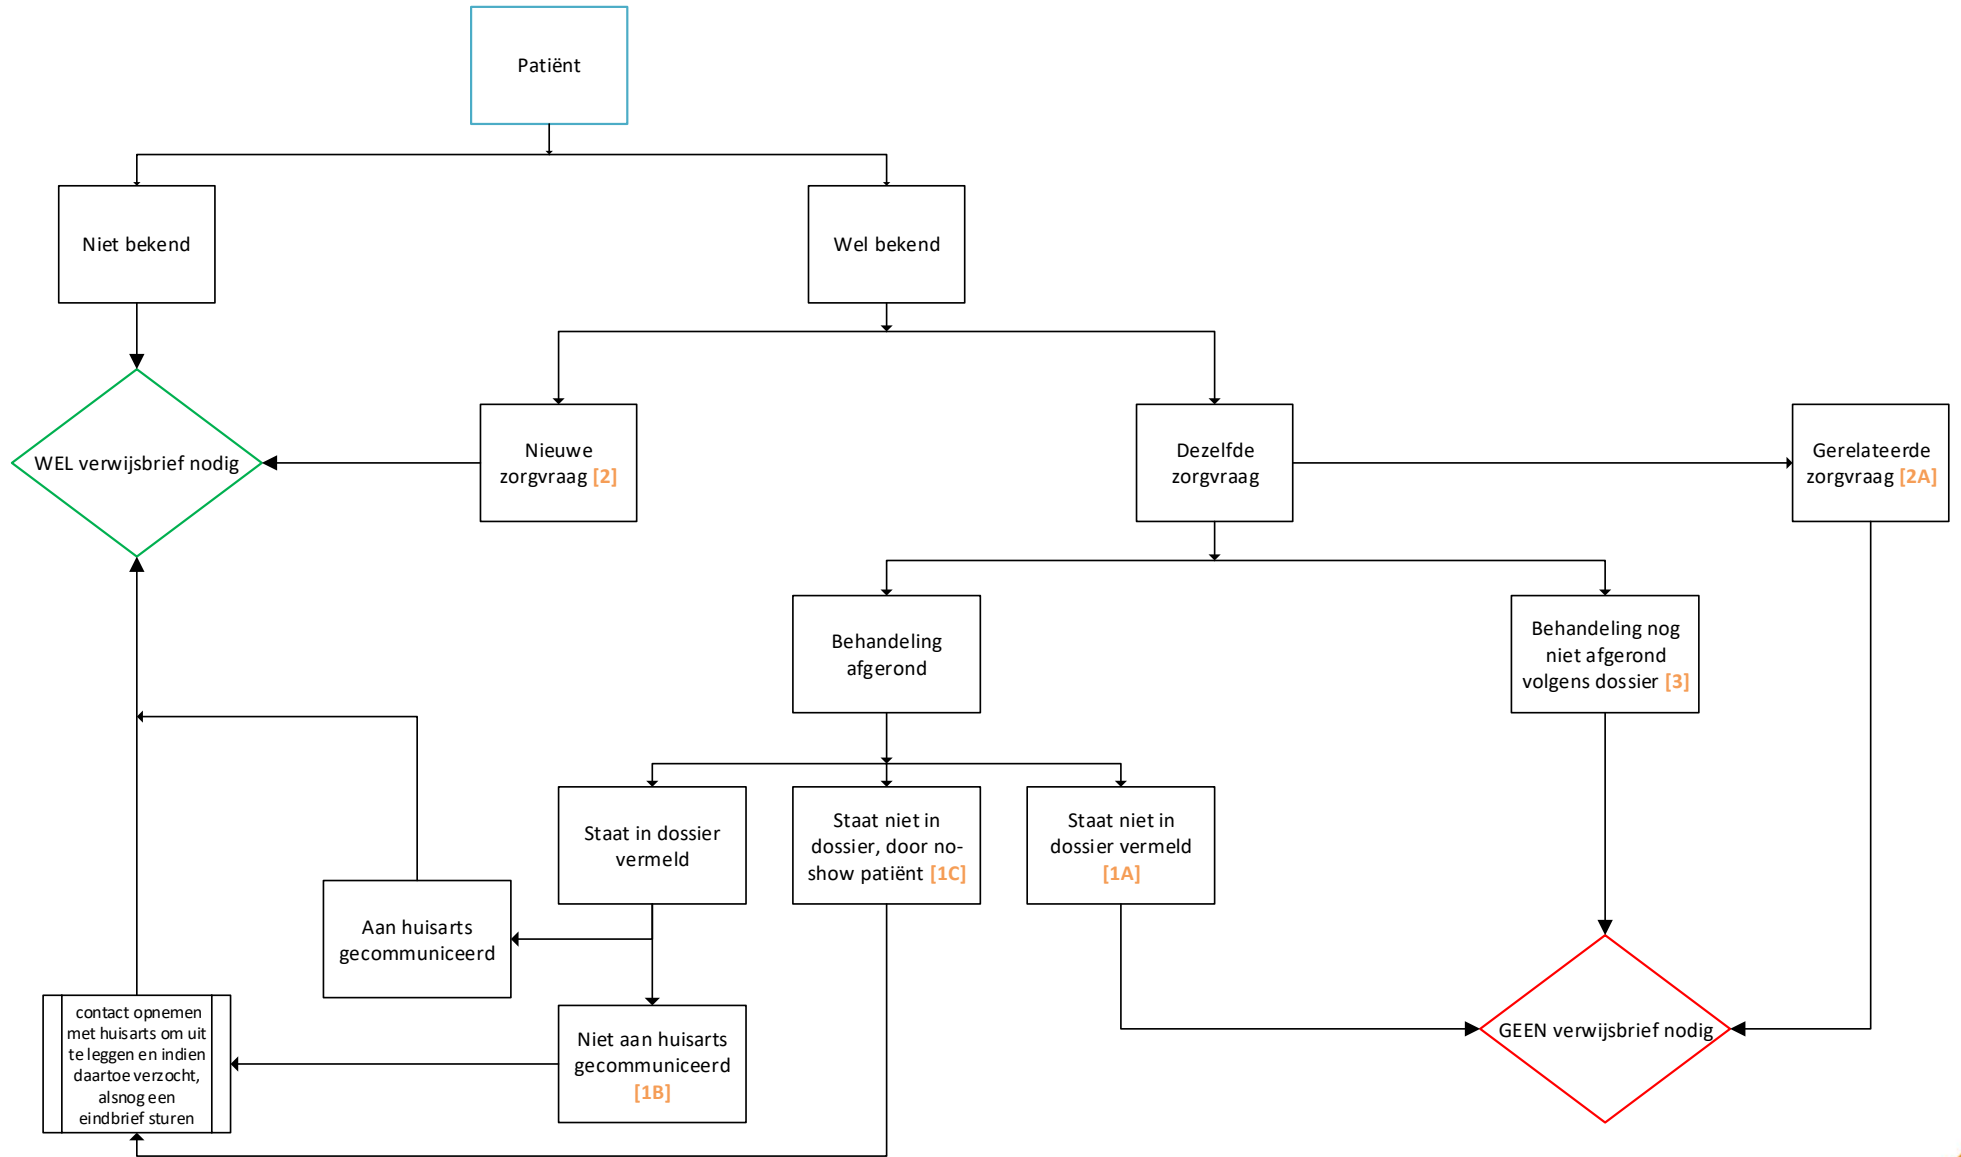 Patiënt
Niet bekend
Wel bekend
WEL verwijsbrief nodig
Nieuwe
zorgvraag [2]
Dezelfde
zorgvraag
Gerelateerde
zorgvraag [2A]
Behandeling
afgerond
Behandeling nog
niet afgerond
volgens dossier [3]
Staat in dossier
vermeld
Staat niet in
dossier, door no-
show patiënt [1C]
Staat niet in
dossier vermeld
[1A]
Aan huisarts
gecommuniceerd
contact opnemen
met huisarts om uit
te leggen en indien
daartoe verzocht,
alsnog een
eindbrief sturen
Niet aan huisarts
gecommuniceerd
[1B]
GEEN verwijsbrief nodig